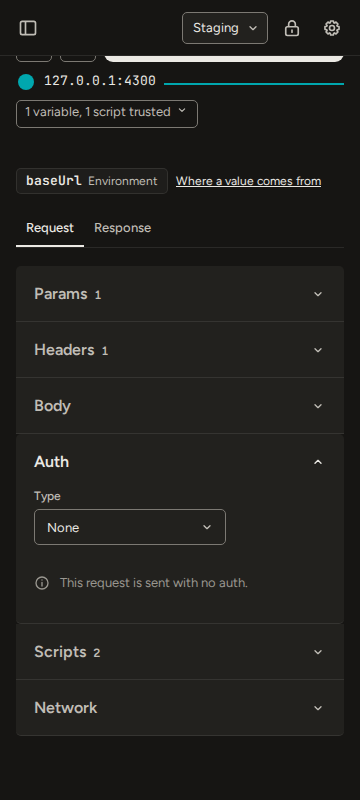 Staging
127.0.0.1:4300
1 variable, 1 script trusted
baseUrl Environment Where a value comes from
Request Response
Params 1
Headers 1
Body
Auth
Type
None
This request is sent with no auth.
Scripts 2
Network